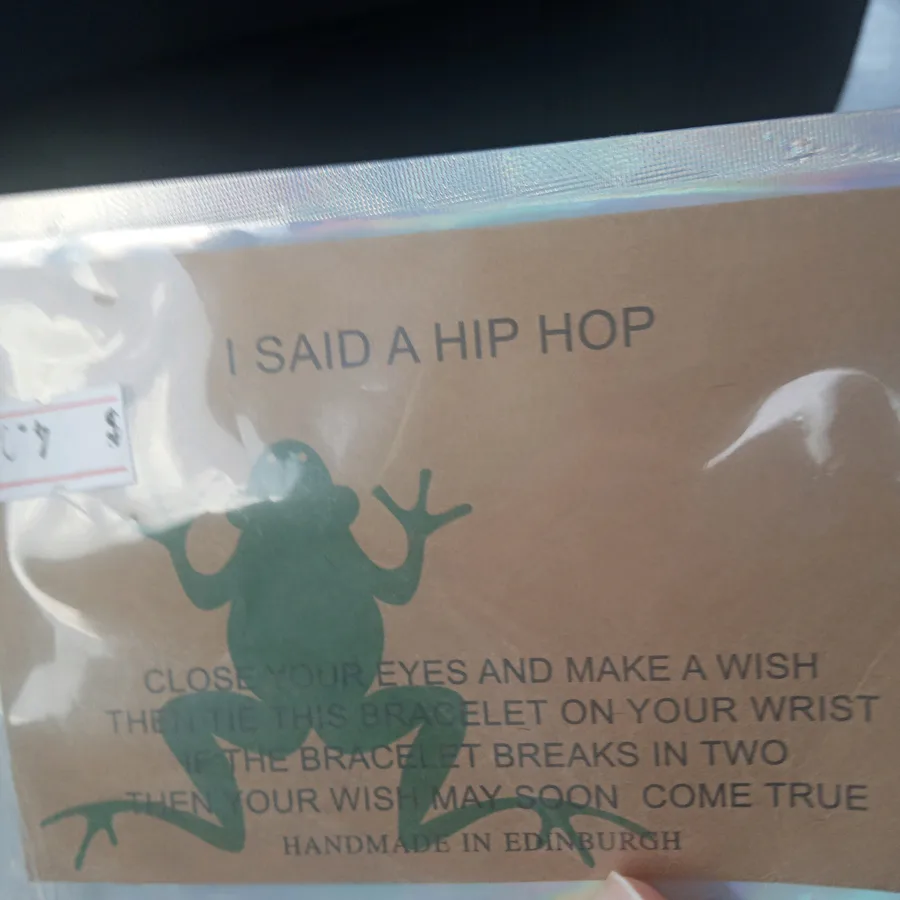 I SAID A HIP HOP
CLOSE YOUR EYES AND MAKE A WISH
THEN TIE THIS BRACELET ON YOUR WRIST
IF THE BRACELET BREAKS IN TWO
THEN YOUR WISH MAY SOON COME TRUE
HANDMADE IN EDINBURGH